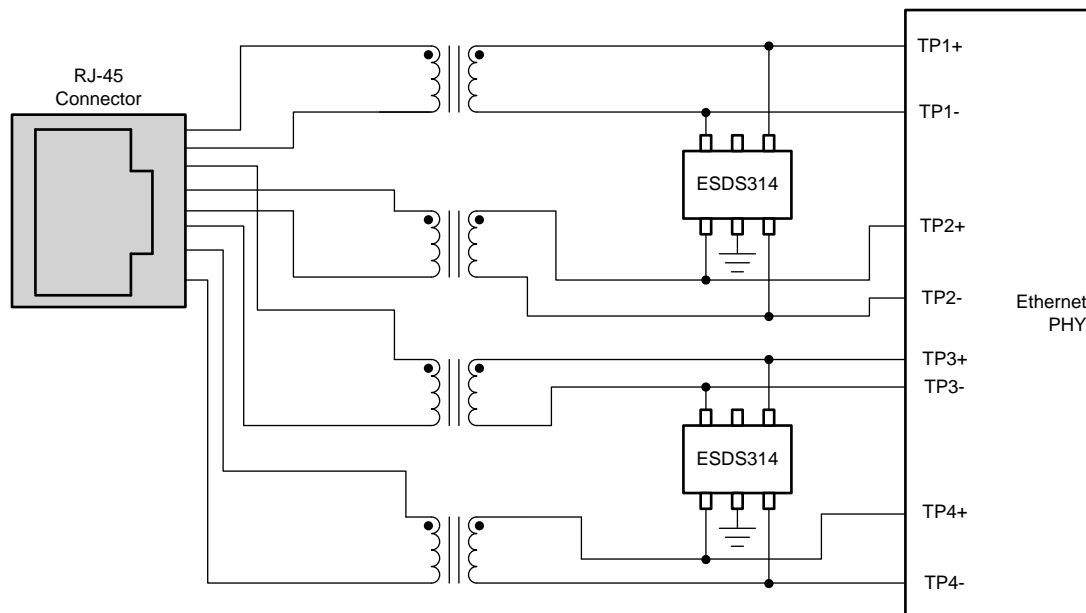 RJ-45
Connector
TP1+
TP1-
ESDS314
TP2+
TP2-
Ethernet
PHY
TP3+
TP3-
ESDS314
TP4+
TP4-